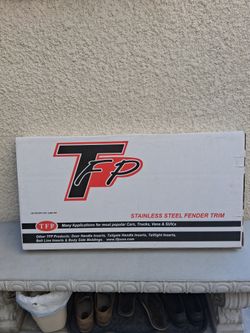 TFP
STAINLESS STEEL FENDER TRIM
TFP
Many Applications for most popular Cars, Trucks, Vans & SUVs
Other TFP Products: Door Handle Inserts, Tailgate Handle Inserts, Taillight Inserts,
Belt Line Inserts & Body Side Moldings. www.tfpusa.com